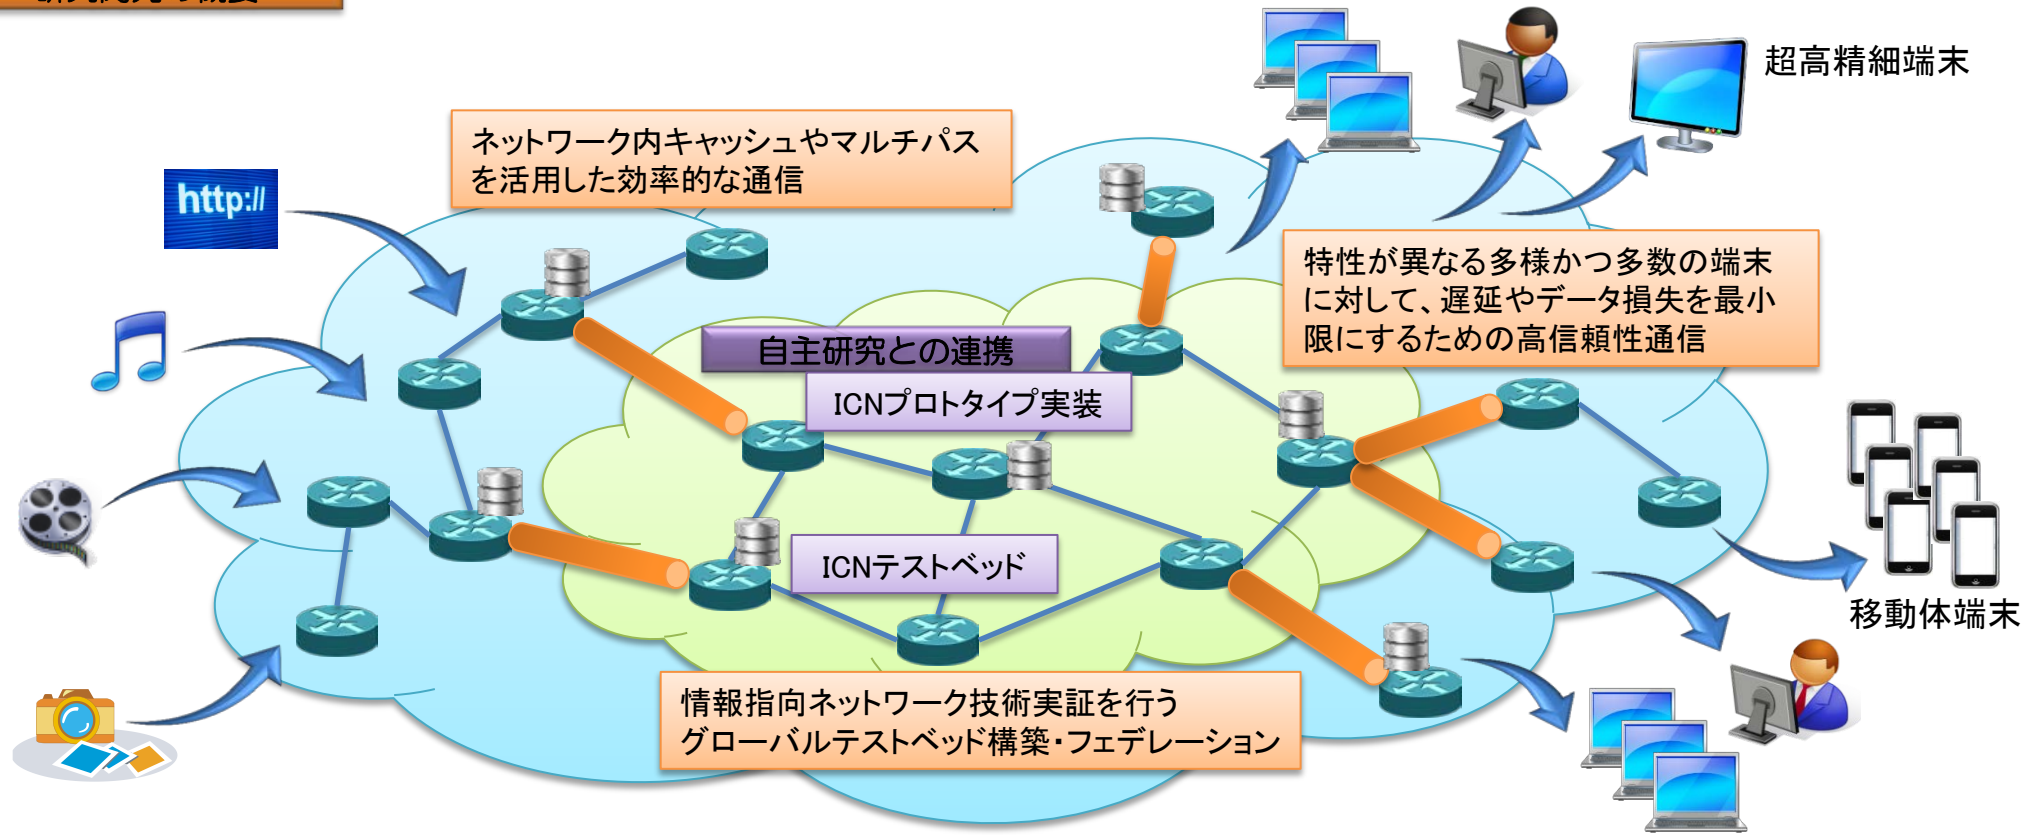 超高精細端末
ネットワーク内キャッシュやマルチパス
を活用した効率的な通信
http://
特性が異なる多様かつ多数の端末
に対して、遅延やデータ損失を最小
限にするための高信頼性通信
自主研究との連携
ICNプロトタイプ実装
ICNテストベッド
移動体端末
情報指向ネットワーク技術実証を行う
グローバルテストベッド構築・フェデレーション